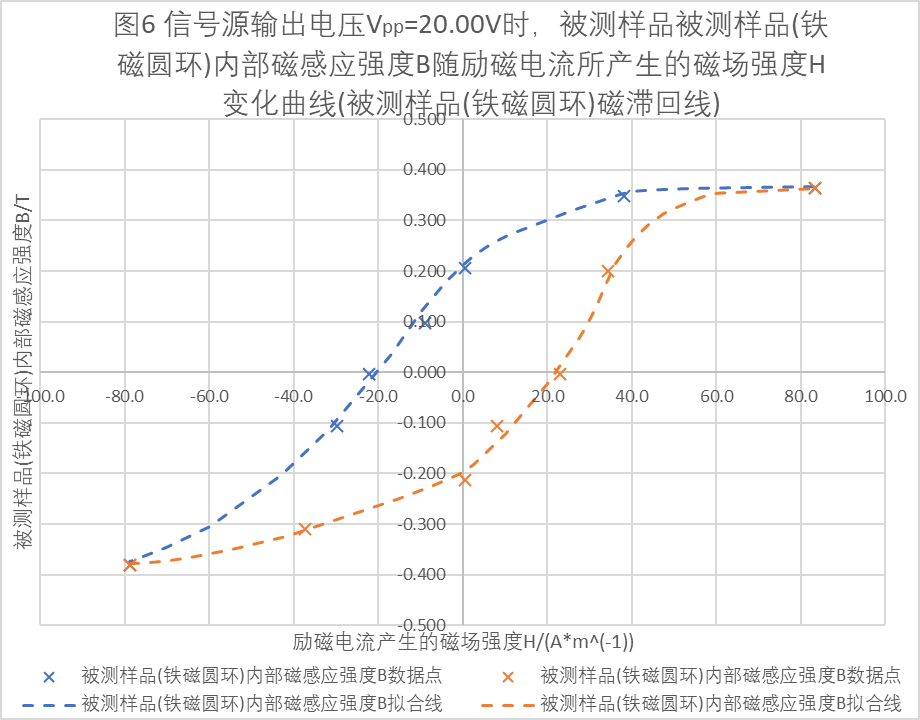 图6 信号源输出电压Vpp=20.00V时，被测样品被测样品(铁
磁圆环)内部磁感应强度B随励磁电流所产生的磁场强度H
变化曲线(被测样品(铁磁圆环)磁滞回线)
被测样品(铁磁圆环)内部磁感应强度B/T
0.500
0.400
0.300
0.200
0.100
0.000
-100.0 -80.0 -60.0 -40.0 -20.0 0.0 20.0 40.0 60.0 80.0 100.0
-0.100
-0.200
-0.300
-0.400
-0.500
励磁电流产生的磁场强度H/(A*m^(-1))
被测样品(铁磁圆环)内部磁感应强度B数据点 被测样品(铁磁圆环)内部磁感应强度B数据点
被测样品(铁磁圆环)内部磁感应强度B拟合线 被测样品(铁磁圆环)内部磁感应强度B拟合线